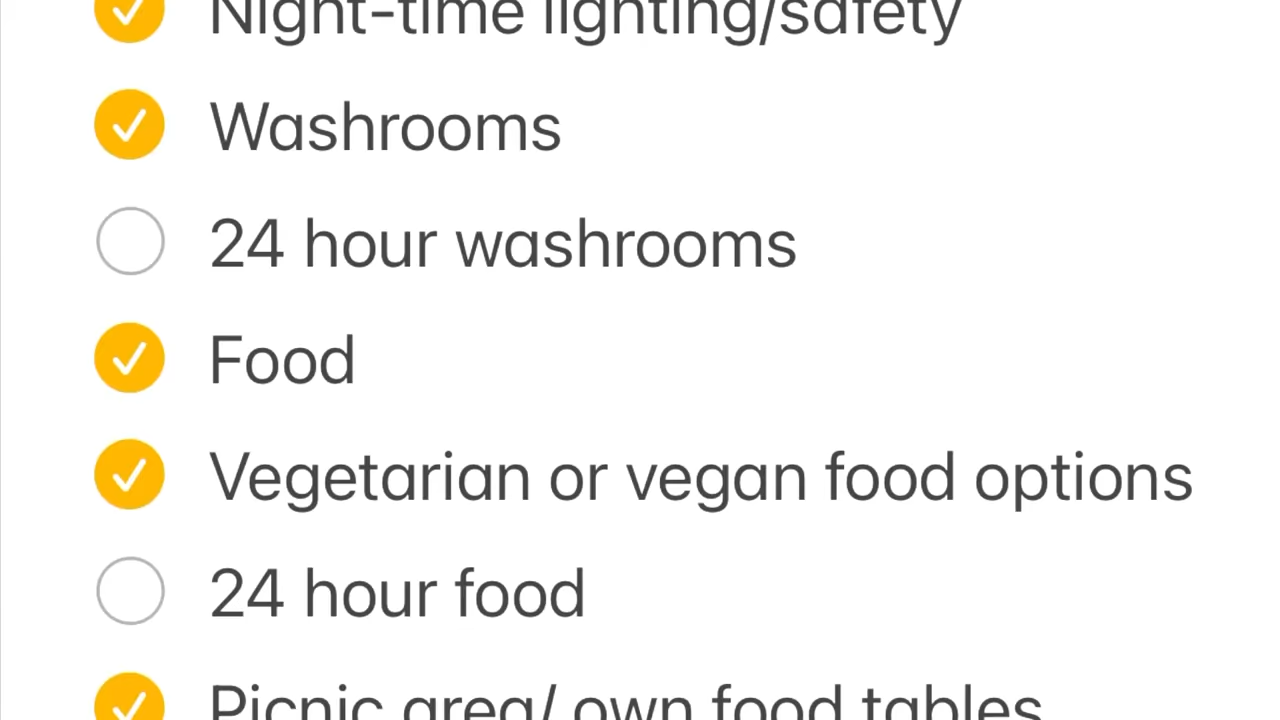 Night-time lighting/safety
Washrooms
24 hour washrooms
Food
Vegetarian or vegan food options
24 hour food
Picnic area/ own food tables